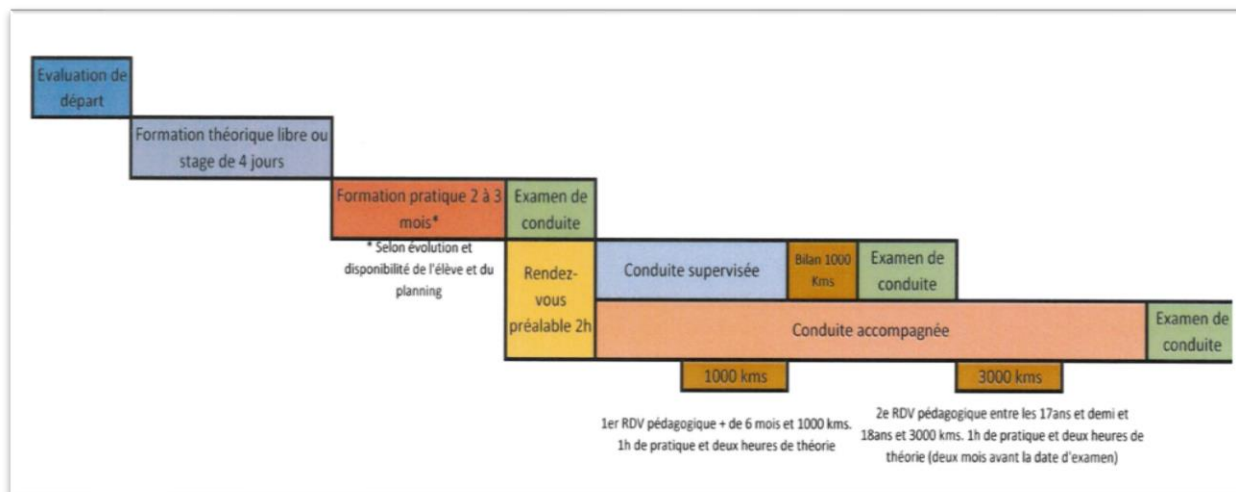 Evaluation de
départ
Formation théorique libre ou
stage de 4 jours
Formation pratique 2 à 3
mois*
Examen de
conduite
* Selon évolution et
disponibilité de l'élève et du
planning
Rendez-
vous
préalable 2h
Conduite supervisée
Bilan 1000
Kms
Examen de
conduite
Conduite accompagnée
Examen de
conduite
1000 kms
3000 kms
1er RDV pédagogique + de 6 mois et 1000 kms.
1h de pratique et deux heures de théorie
2e RDV pédagogique entre les 17ans et demi et
18ans et 3000 kms. 1h de pratique et deux heures de
théorie (deux mois avant la date d'examen)